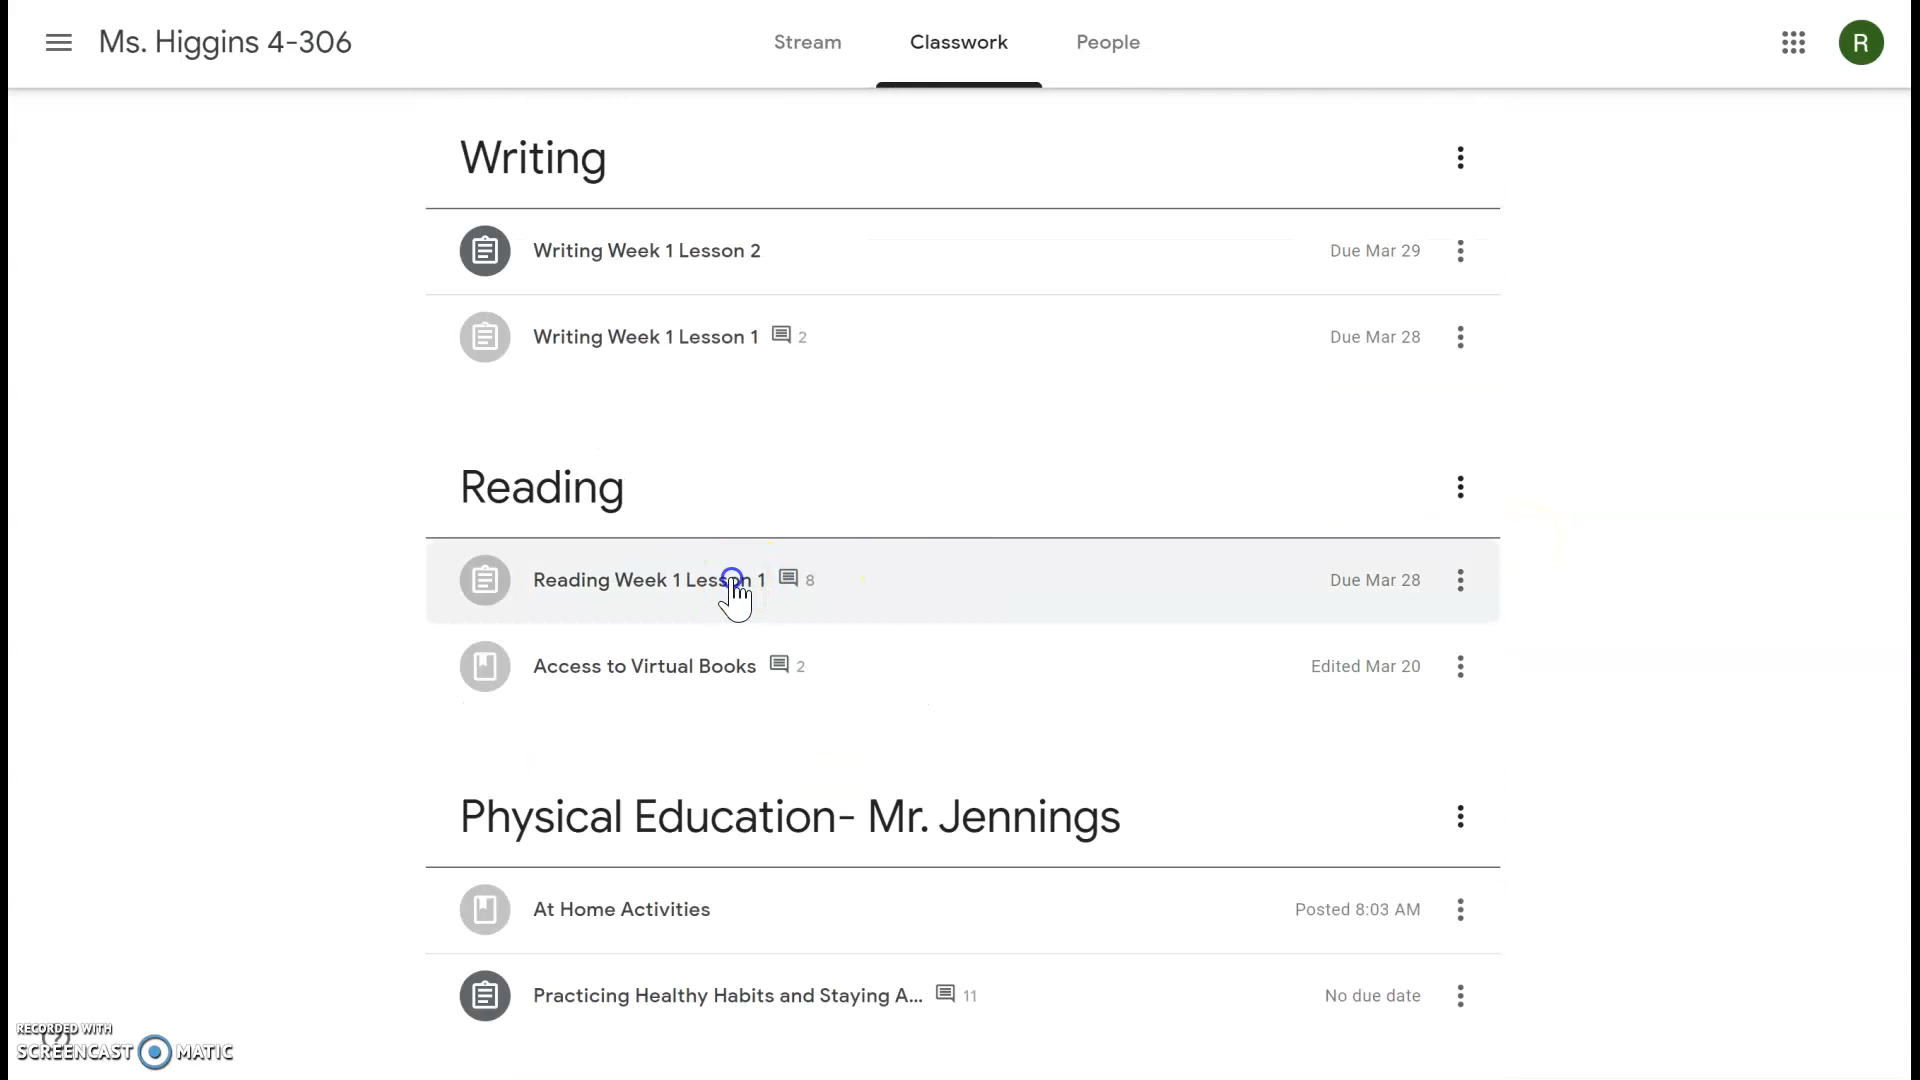 Ms. Higgins 4-306
Stream
Classwork
People
R
Writing
Writing Week 1 Lesson 2
Due Mar 29
Writing Week 1 Lesson 1
2
Due Mar 28
Reading
Reading Week 1 Lesson 1
8
Due Mar 28
Access to Virtual Books
2
Edited Mar 20
Physical Education- Mr. Jennings
At Home Activities
Posted 8:03 AM
Practicing Healthy Habits and Staying A...
11
No due date
RECORDED WITH
SCREENCAST MATIC